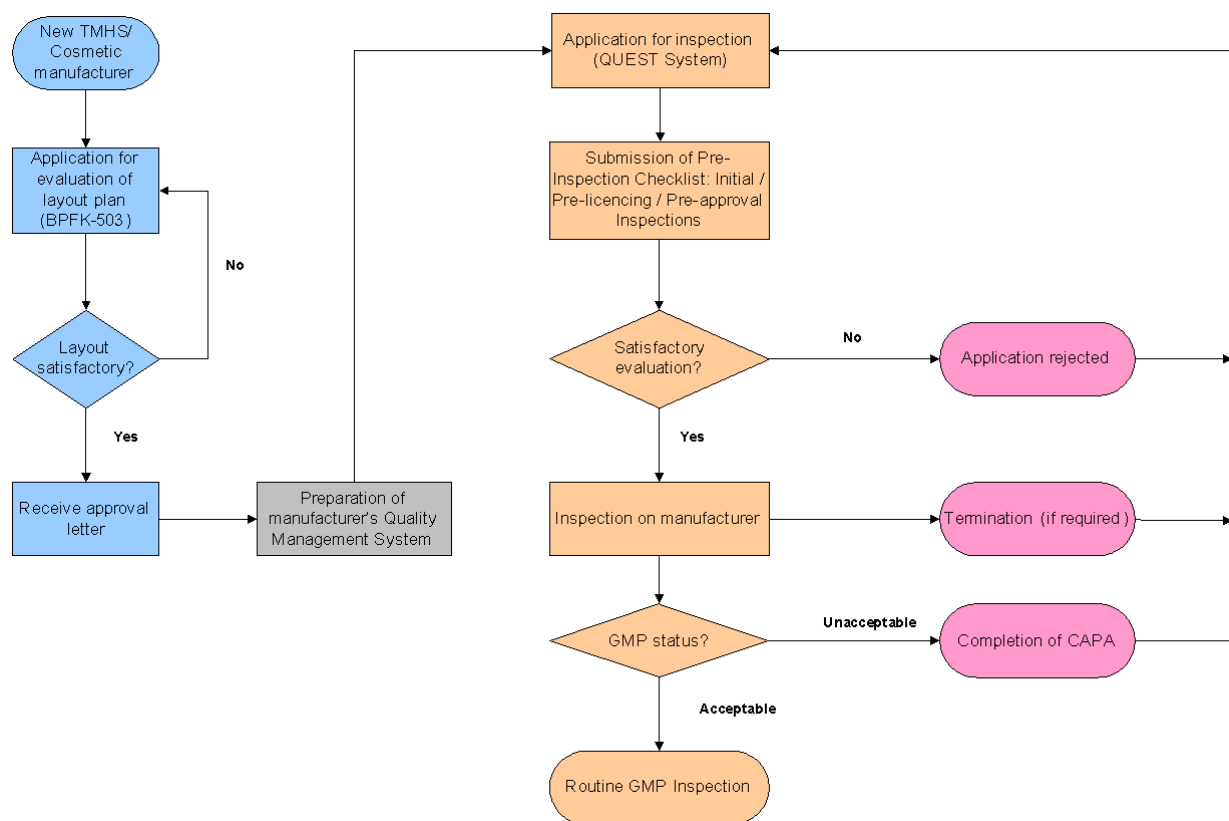 New TMHS/
Cosmetic
manufacturer
Application for
evaluation of
layout plan
(BPFK-503)
No
Layout
satisfactory?
Yes
Receive approval
letter
Preparation of
manufacturer's Quality
Management System
Application for inspection
(QUEST System)
Submission of Pre-
Inspection Checklist: Initial /
Pre-licencing / Pre-approval
Inspections
Satisfactory
evaluation?
No
Application rejected
Yes
Inspection on manufacturer
Termination (if required)
GMP status?
Unacceptable
Completion of CAPA
Acceptable
Routine GMP Inspection